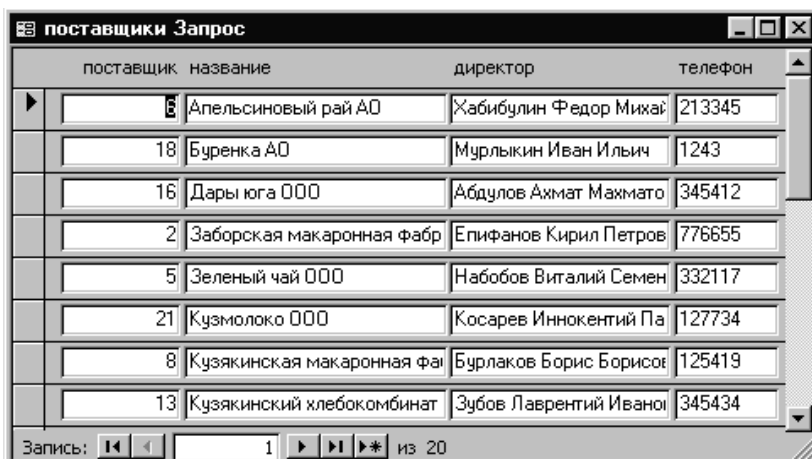 поставщики Запрос
поставщик название директор телефон
6 Апельсиновый рай АО Хабибулин Федор Михай 213345
18 Буренка АО Мурлыкин Иван Ильич 1243
16 Дары юга ООО Абдулов Ахмат Махмато 345412
2 Заборская макаронная фабр Епифанов Кирил Петров 776655
5 Зеленый чай ООО Набобов Виталий Семен 332117
21 Кузмолоко ООО Косарев Иннокентий Па 127734
8 Кузякинская макаронная фа Бурлаков Борис Борисов 125419
13 Кузякинский хлебокомбинат Зубов Лаврентий Иванов 345434
Запись: 1 из 20